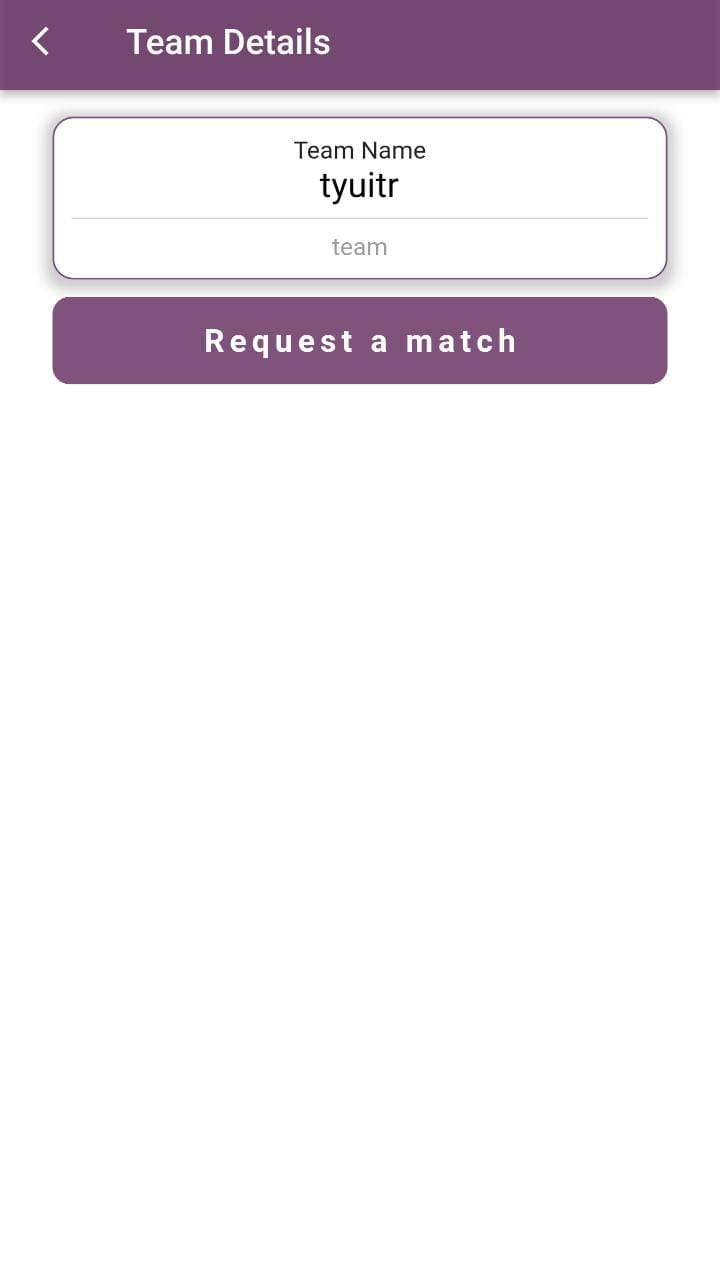 Team Details
Team Name
tyuitr
team
Request a match